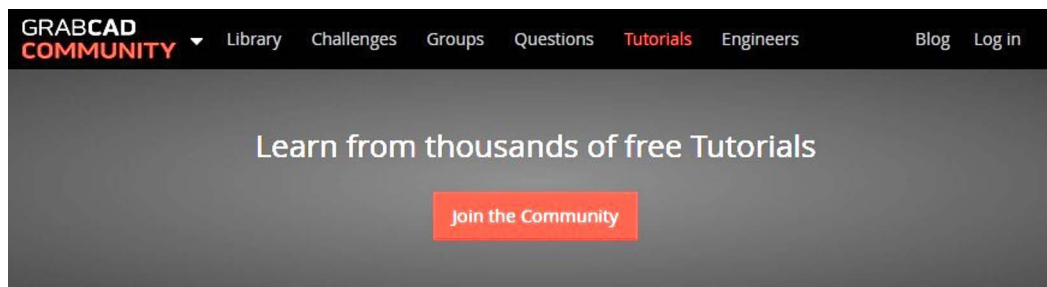 GRABCAD
COMMUNITY
Library Challenges Groups Questions Tutorials Engineers Blog Log in
Learn from thousands of free Tutorials
Join the Community